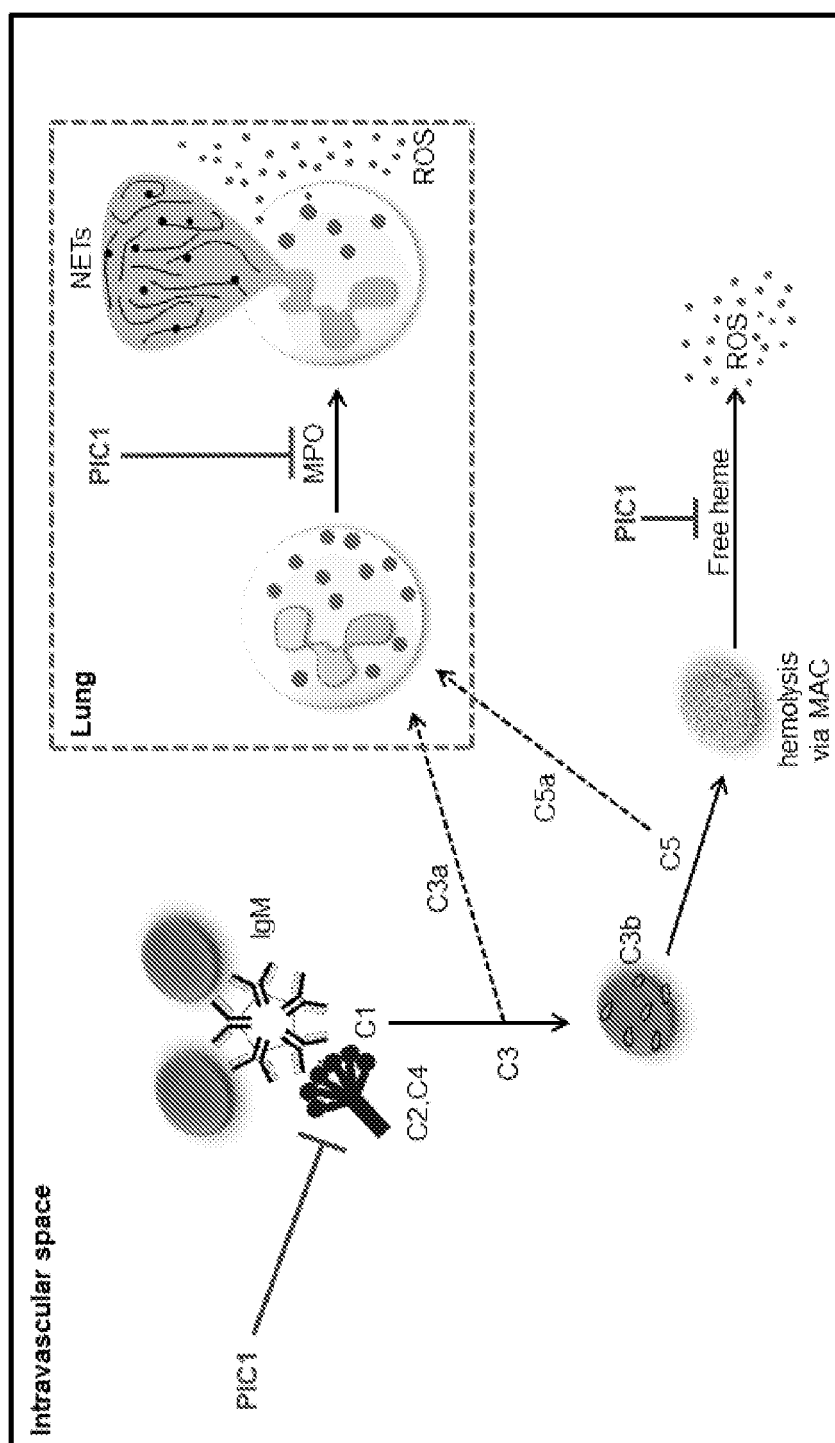 Intravascular space
PIC1
IgM
C1
C2,C4
C3
C3a
C3b
C5
C5a
hemolysis
via MAC
PIC1
Free heme
ROS
Lung
PIC1
MPO
NETs
ROS